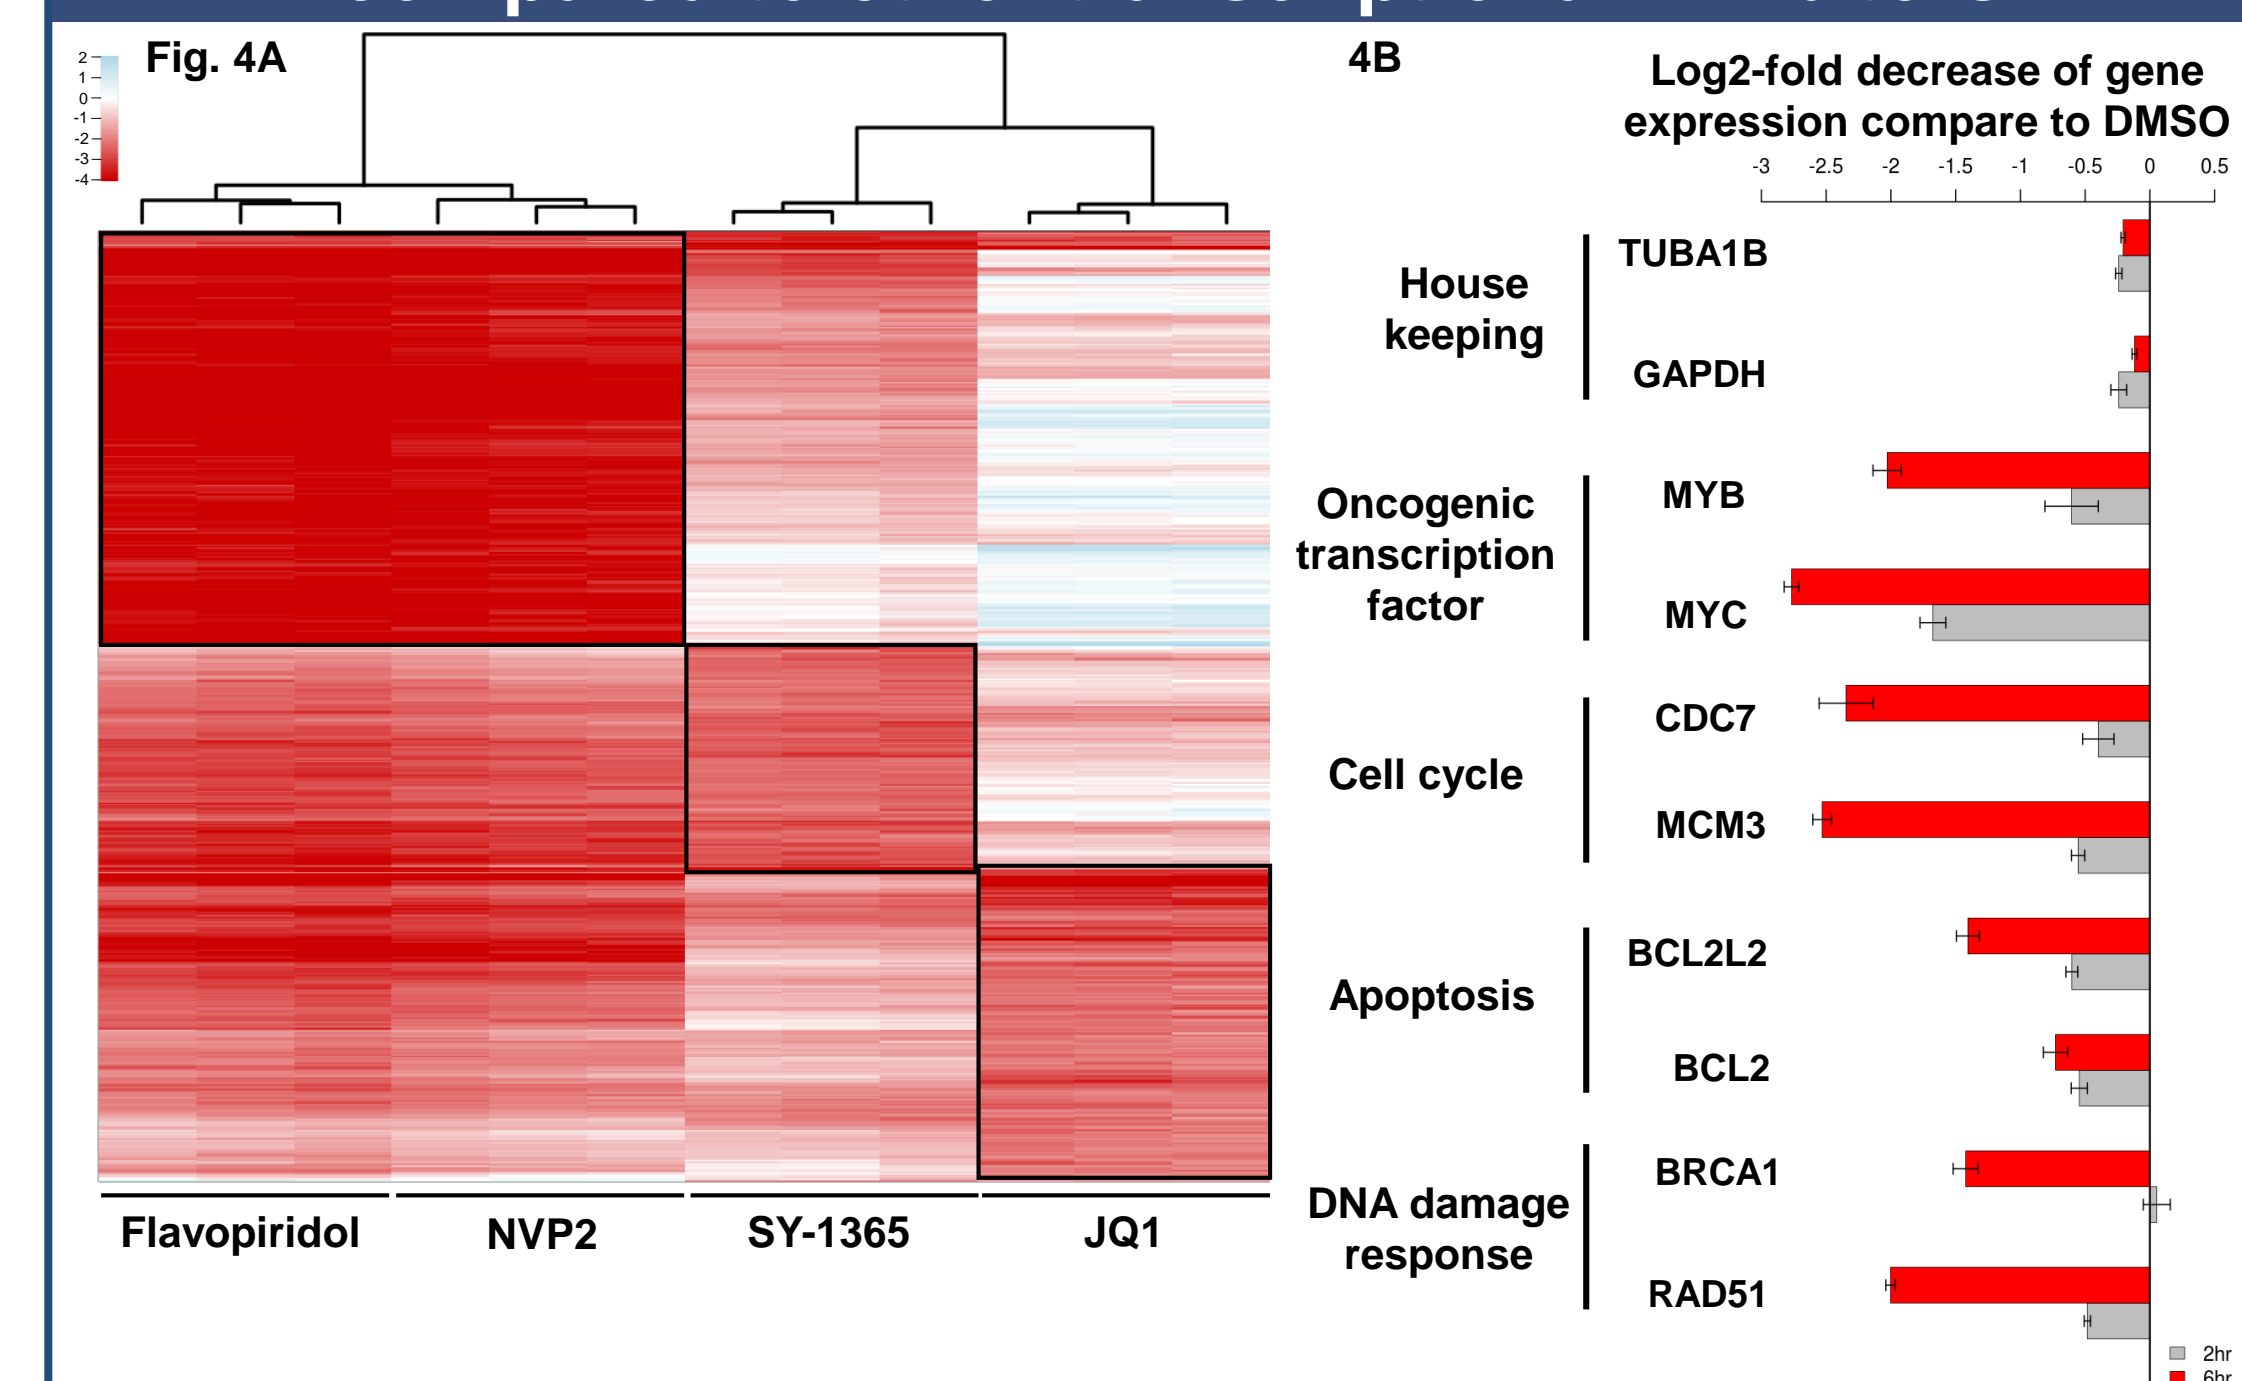 Fig. 4A
2
1
0
-1
-2
-3
-4
Flavopiridol
NVP2
SY-1365
JQ1
4B
Log2-fold decrease of gene
expression compare to DMSO
-3 -2.5 -2 -1.5 -1 -0.5 0 0.5
House
keeping
TUBA1B
GAPDH
Oncogenic
transcription
factor
MYB
MYC
Cell cycle
CDC7
MCM3
Apoptosis
BCL2L2
BCL2
DNA damage
response
BRCA1
RAD51
2hr
6hr